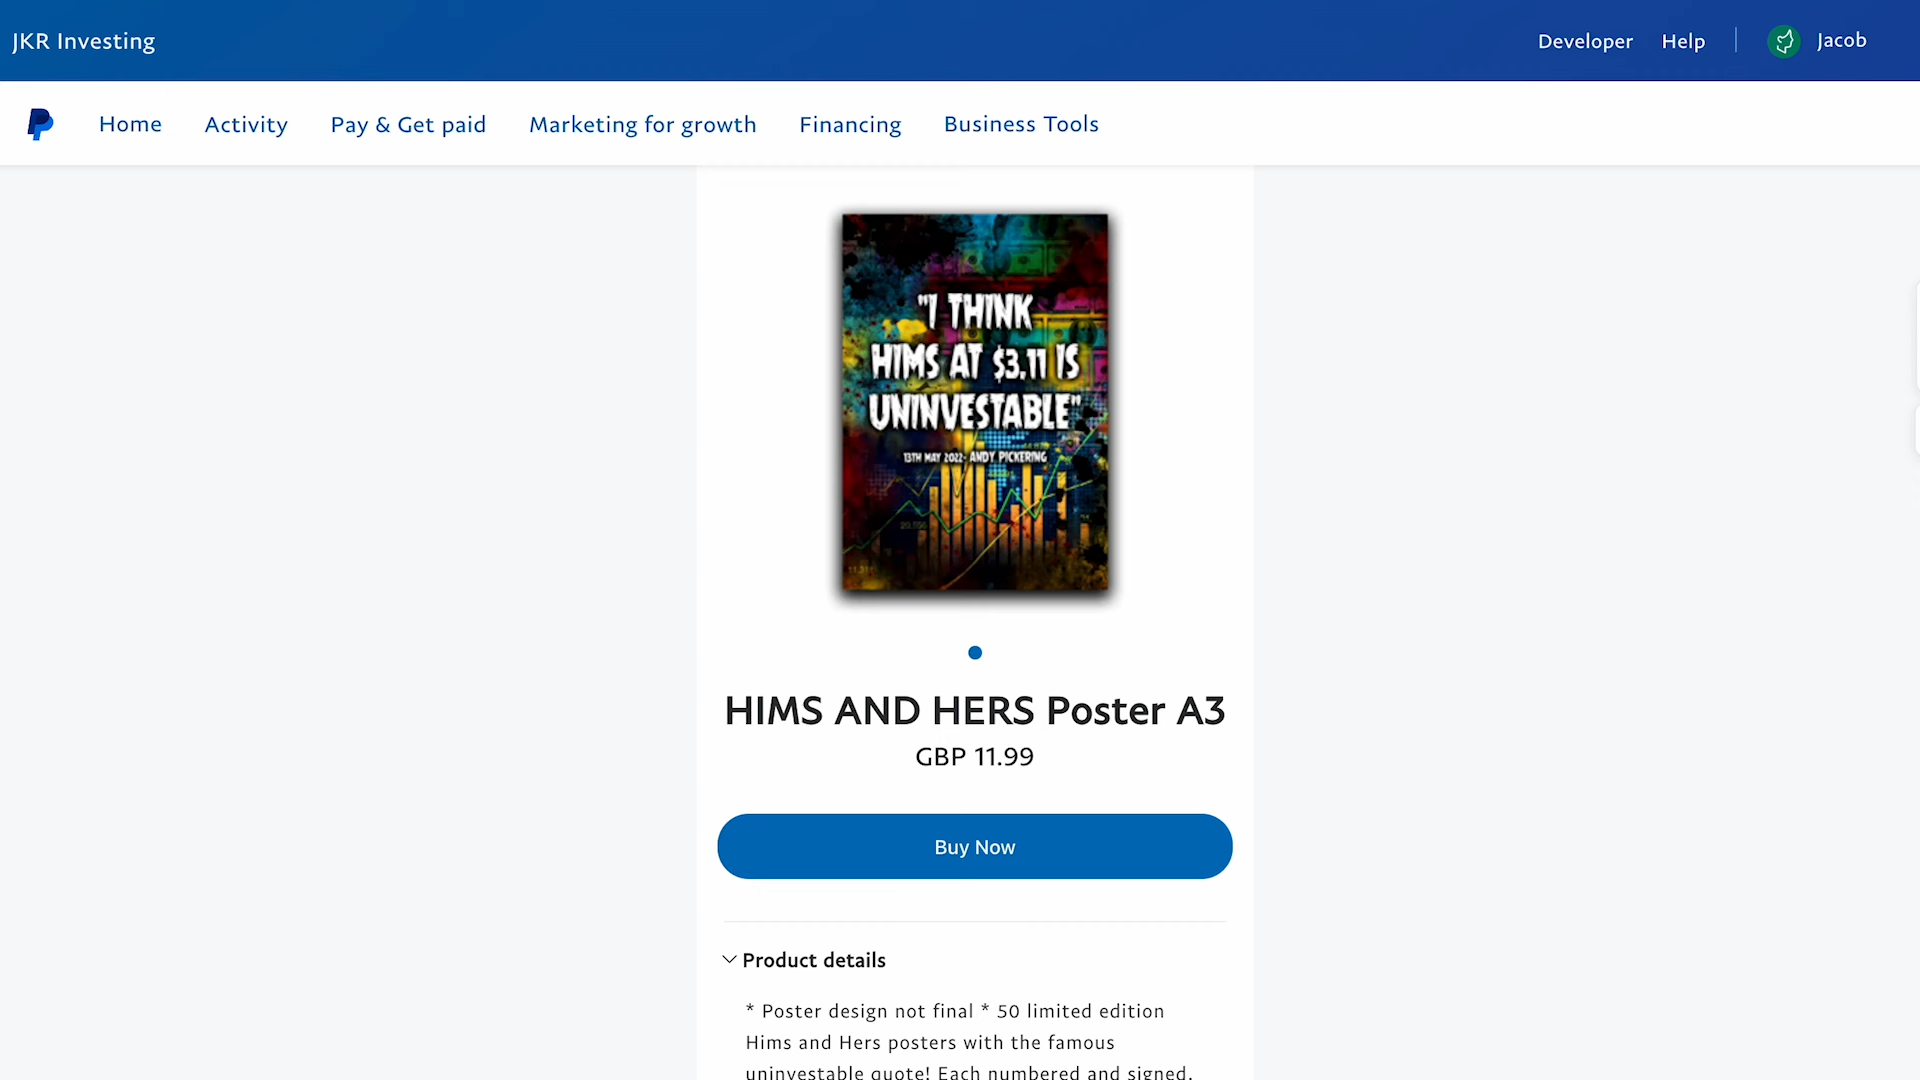 JKR Investing
Developer Help Jacob
Home Activity Pay & Get paid Marketing for growth Financing Business Tools
"I THINK
HIMS AT $3.11 IS
UNINVESTABLE"
13TH MAY 2022- ANDY PICKERING
HIMS AND HERS Poster A3
GBP 11.99
Buy Now
Product details
* Poster design not final * 50 limited edition
Hims and Hers posters with the famous
uninvestable quote! Each numbered and signed.